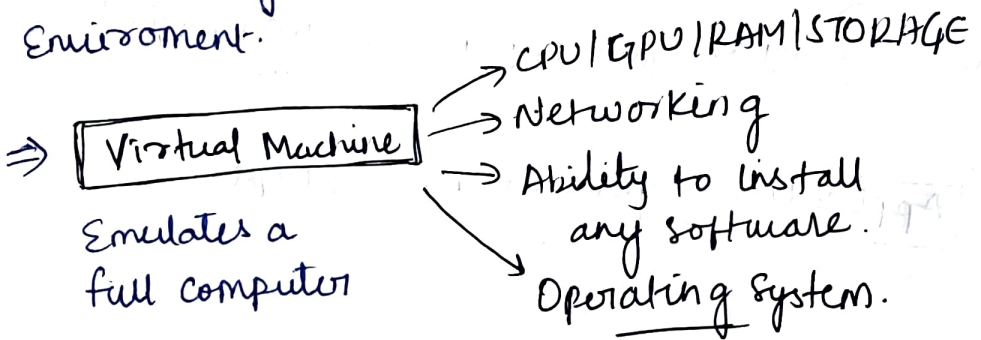 Enviroment.
⇒ Virtual Machine
Emulates a
full computer
→ CPU/GPU/RAM/STORAGE
→ Networking
→ Ability to install
any software.
Operating System.